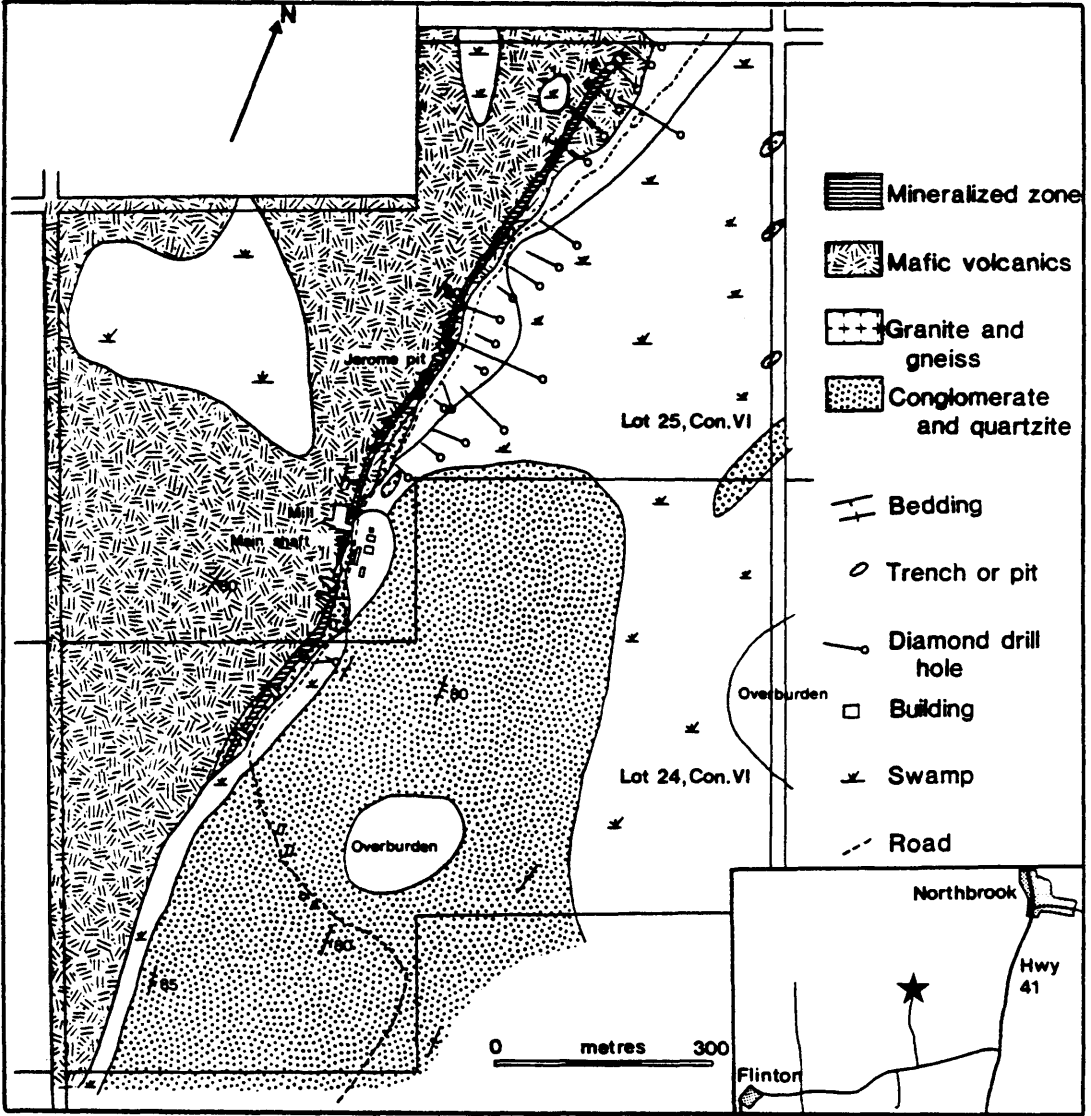 N
Mineralized zone
Mafic volcanics
Granite and
gneiss
Conglomerate
and quartzite
Bedding
Trench or pit
Diamond drill
hole
Building
Swamp
Road
Jerome pit
Lot 25, Con. VI
Mill
Main shaft
80
80
Overburden
Lot 24, Con. VI
Overburden
80
85
0 metres 300
Northbrook
Hwy
41
Flinton